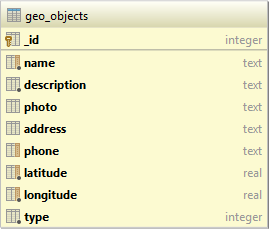 geo_objects
_id integer
name text
description text
photo text
address text
phone text
latitude real
longitude real
type integer